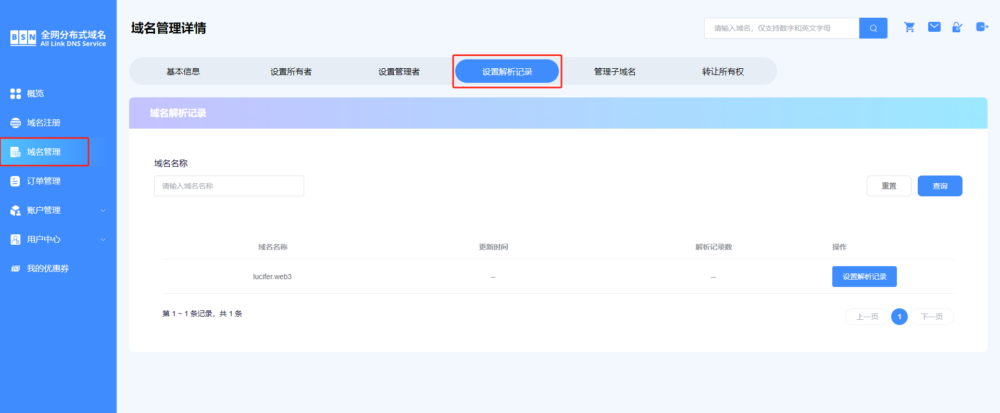 BSN 全网分布式域名
All Link DNS Service
概览
域名注册
域名管理
订单管理
账户管理
用户中心
我的优惠券
域名管理详情
请输入域名，仅支持数字和英文字母
基本信息 设置所有者 设置管理者 设置解析记录 管理子域名 转让所有权
域名解析记录
域名名称
请输入域名名称
重置 查询
域名名称 更新时间 解析记录数 操作
lucifer.web3 -- -- 设置解析记录
第 1 ~ 1 条记录，共 1 条
上一页 1 下一页